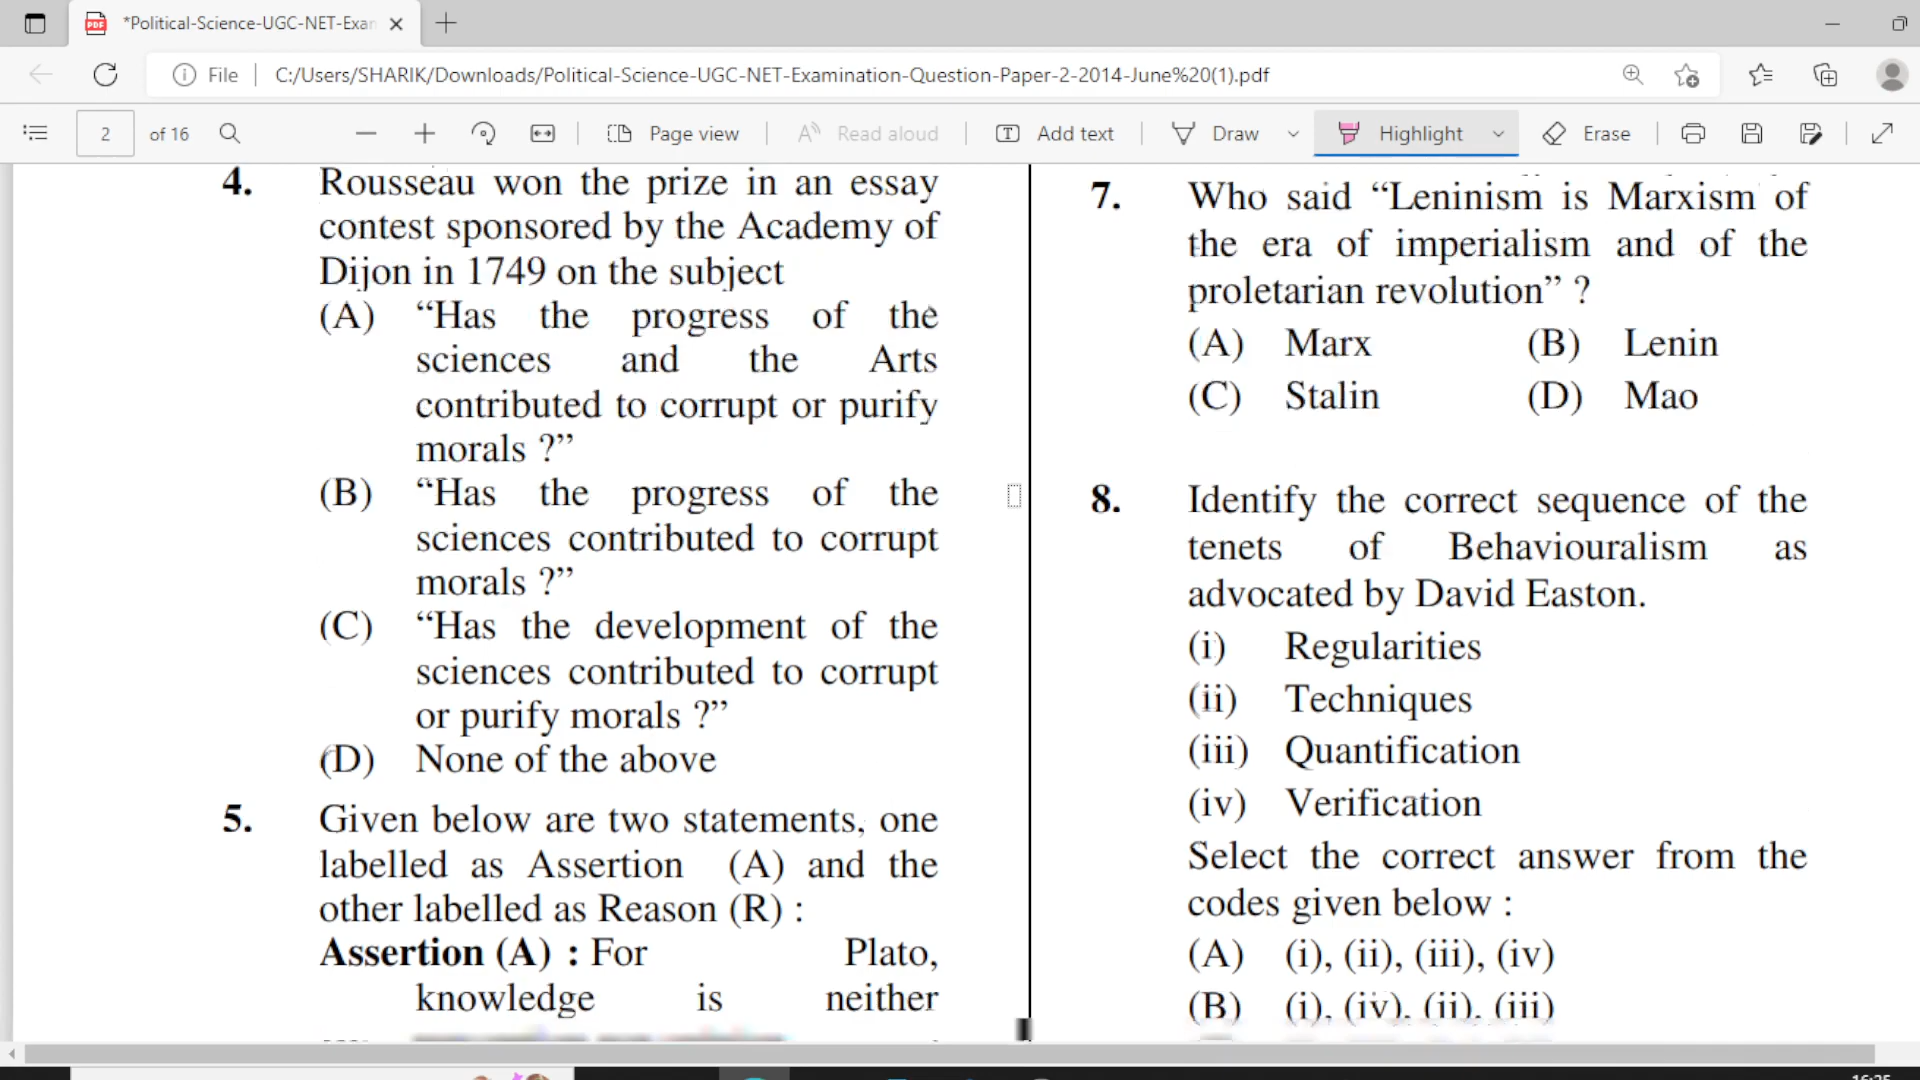 *Political-Science-UGC-NET-Exan
File
C:/Users/SHARIK/Downloads/Political-Science-UGC-NET-Examination-Question-Paper-2-2014-June%20(1).pdf
2 of 16
Page view
Read aloud
Add text
Draw
Highlight
Erase
4. Rousseau won the prize in an essay
contest sponsored by the Academy of
Dijon in 1749 on the subject
(A) “Has the progress of the
sciences and the Arts
contributed to corrupt or purify
morals ?”
(B) “Has the progress of the
sciences contributed to corrupt
morals ?”
(C) “Has the development of the
sciences contributed to corrupt
or purify morals ?”
(D) None of the above
5. Given below are two statements, one
labelled as Assertion (A) and the
other labelled as Reason (R) :
Assertion (A) : For Plato,
knowledge is neither
7. Who said “Leninism is Marxism of
the era of imperialism and of the
proletarian revolution” ?
(A) Marx (B) Lenin
(C) Stalin (D) Mao
8. Identify the correct sequence of the
tenets of Behaviouralism as
advocated by David Easton.
(i) Regularities
(ii) Techniques
(iii) Quantification
(iv) Verification
Select the correct answer from the
codes given below :
(A) (i), (ii), (iii), (iv)
(B) (i), (iv), (ii), (iii)